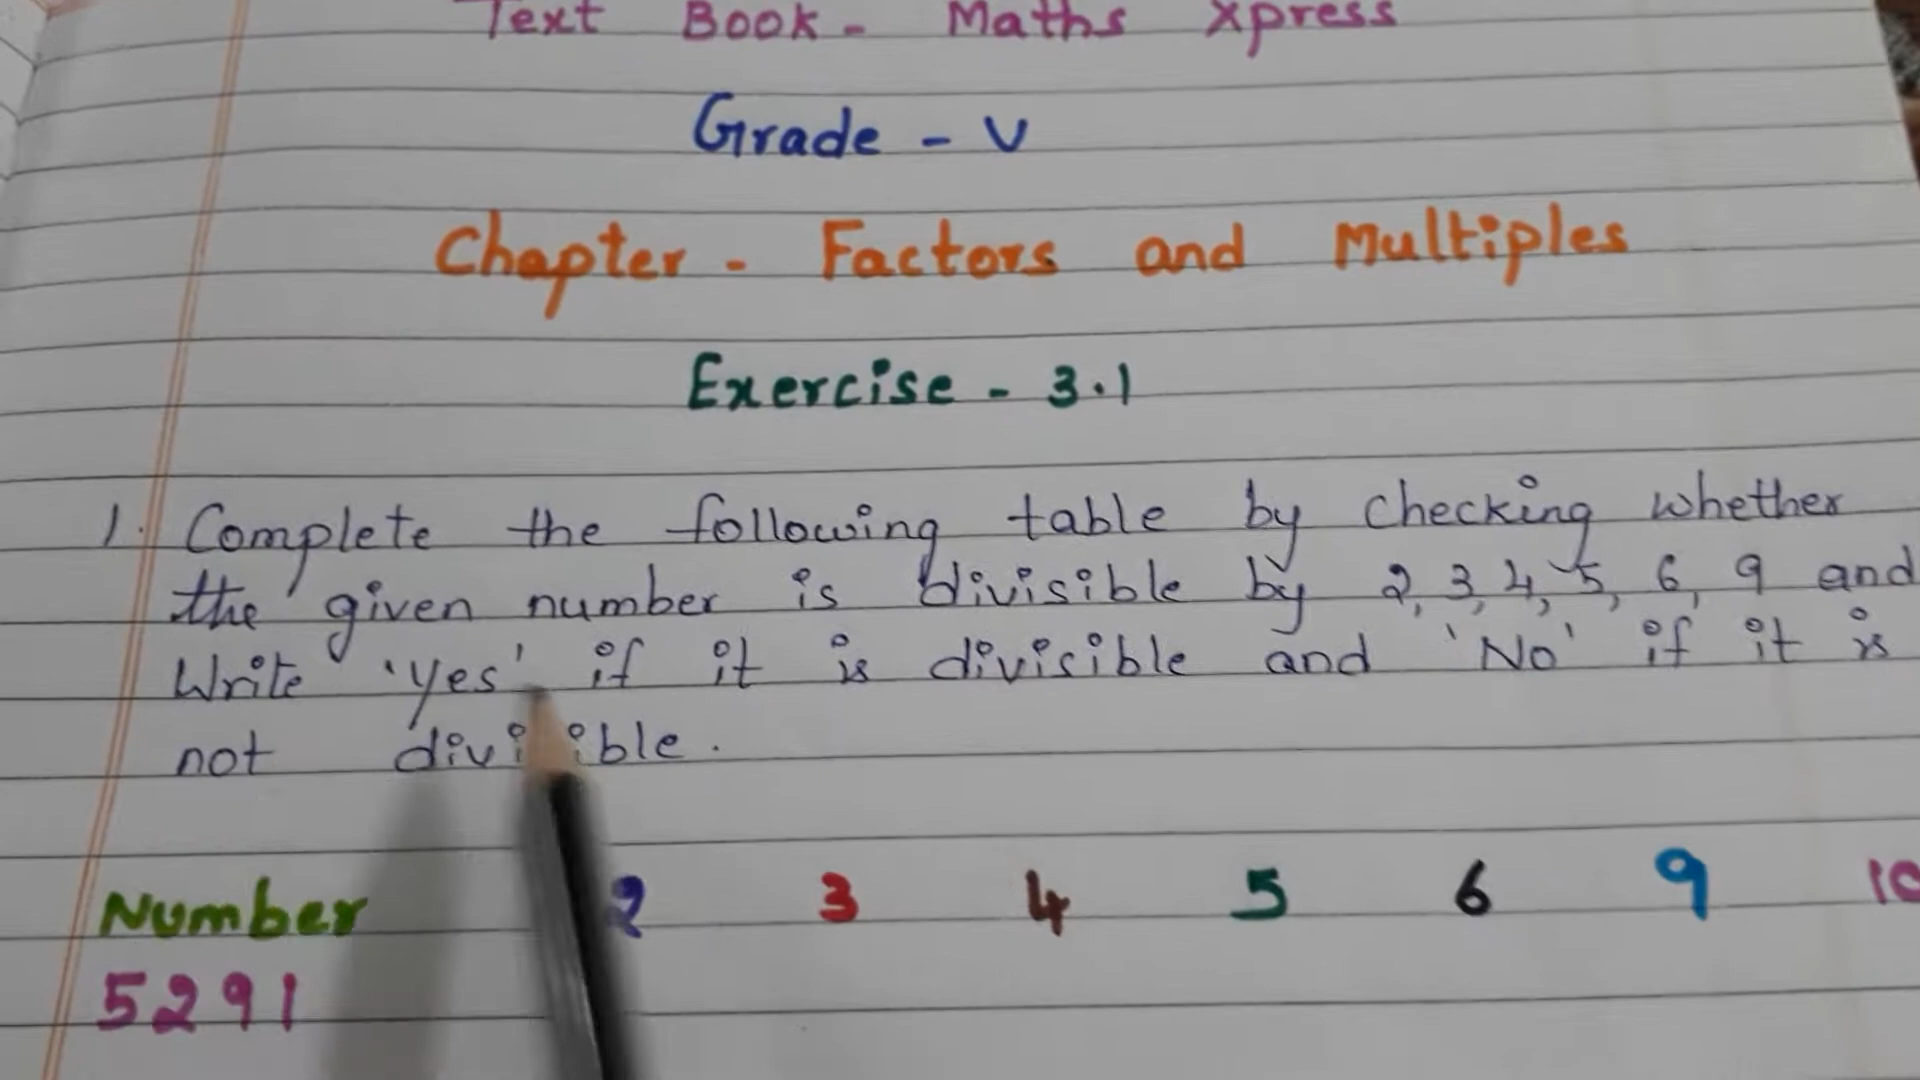 Text Book - Maths Xpress
Grade - V
Chapter - Factors and Multiples
Exercise - 3.1
1. Complete the following table by checking whether
the given number is divisible by 2, 3, 4, 5, 6, 9 and
Write 'yes' if it is divisible and 'No' if it is
not divisible.
Number 2 3 4 5 6 9 10
5291